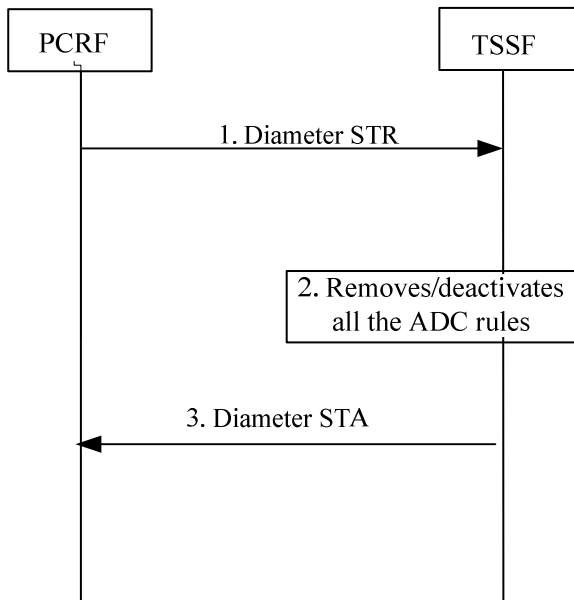 PCRF
TSSF
1. Diameter STR
2. Removes/deactivates
all the ADC rules
3. Diameter STA